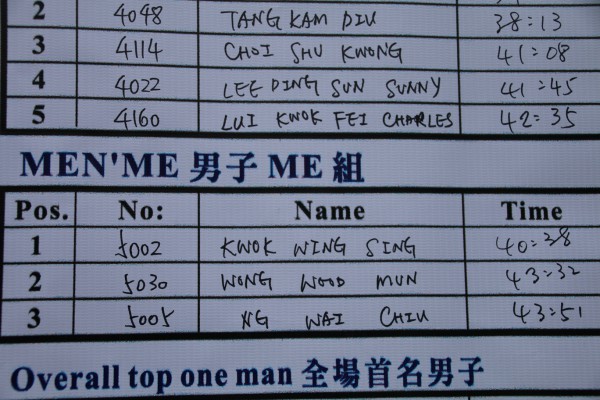 2 4048 TANG KAM DIU 38:13
3 4114 CHOI SHU KWONG 41:08
4 4022 LEE DING SUN SUNNY 41:45
5 4160 LUI KWOK FEI CHARLES 42:35
MEN'ME 男子 ME 組
Pos. No: Name Time
1 5002 KWOK WING SING 40:38
2 5030 WONG WOOD MUN 43:32
3 5005 NG WAI CHIU 43:51
Overall top one man 全場首名男子